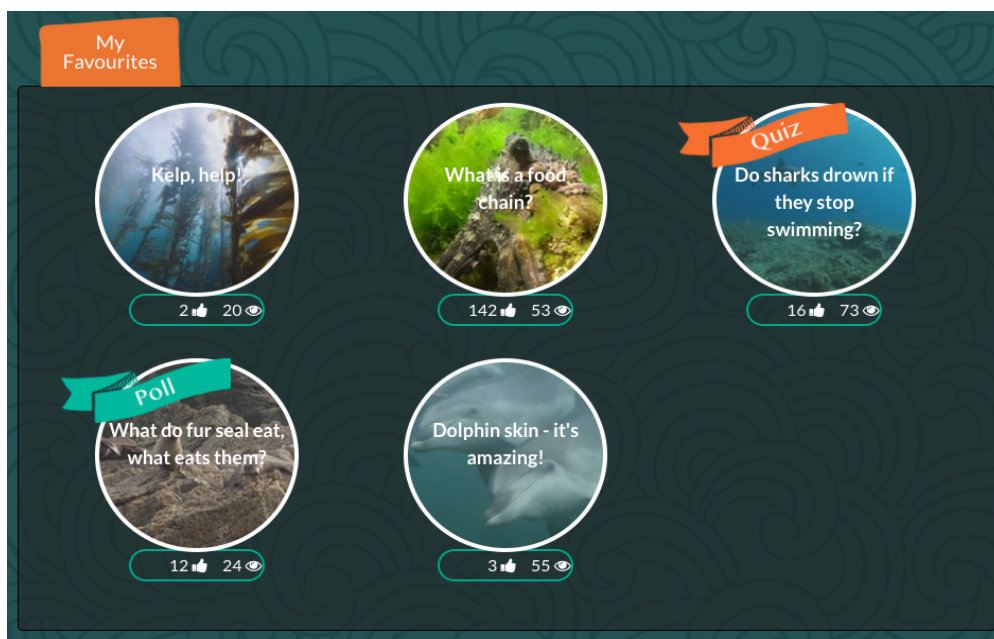 My
Favourites
Kelp, help!
2 20
What is a food
chain?
142 53
Quiz
Do sharks drown if
they stop
swimming?
16 73
Poll
What do fur seal eat,
what eats them?
12 24
Dolphin skin - it's
amazing!
3 55